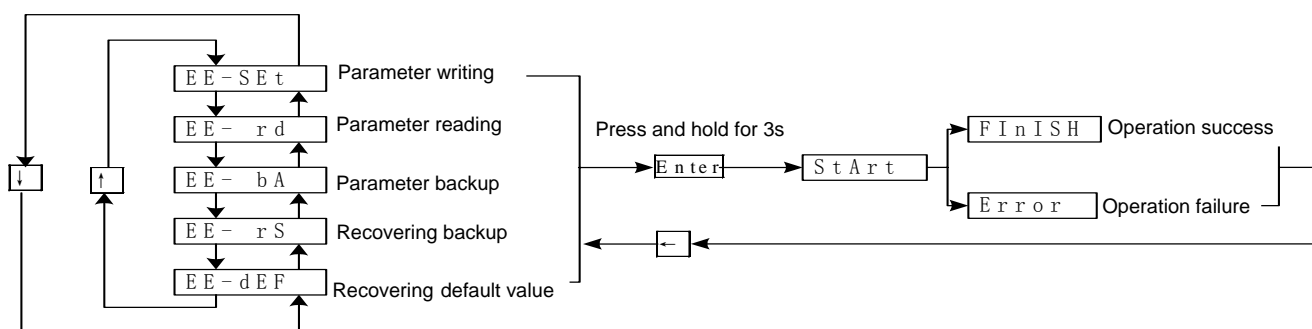 EE-SEt Parameter writing
EE- rd Parameter reading
EE- bA Parameter backup
EE- rS Recovering backup
EE-dEF Recovering default value
↓
↑
Press and hold for 3s
Enter
StArt
FInISH Operation success
Error Operation failure
←